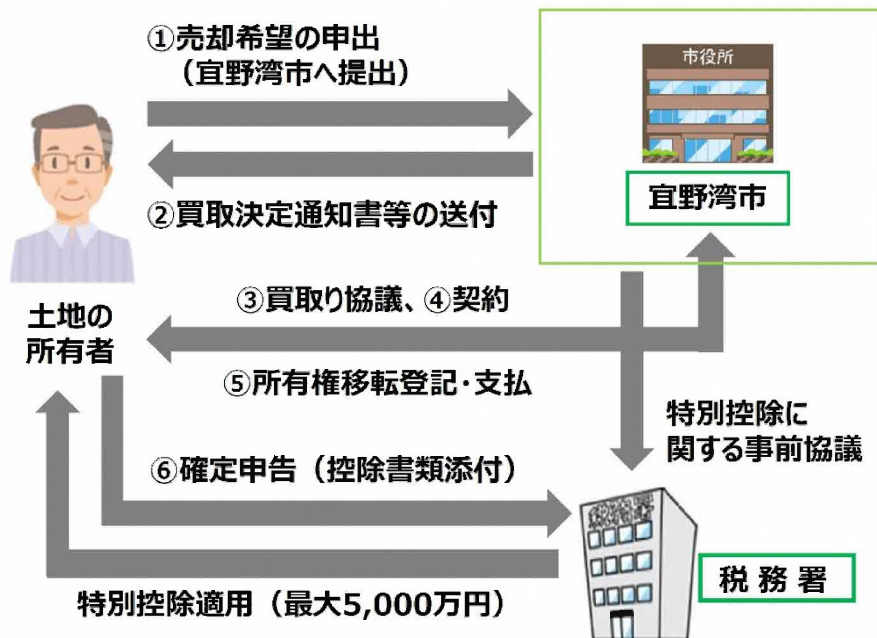 ①売却希望の申出
（宜野湾市へ提出）
市役所
宜野湾市
②買取決定通知書等の送付
③買取り協議、④契約
土地の
所有者
⑤所有権移転登記・支払
特別控除に
関する事前協議
⑥確定申告（控除書類添付）
税務署
税務署
特別控除適用（最大5,000万円）